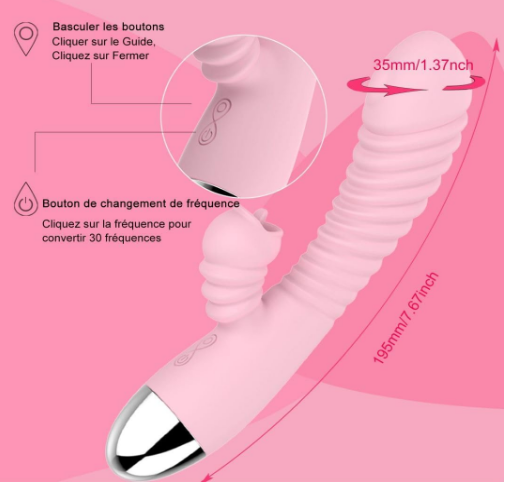 Basculer les boutons
Cliquer sur le Guide,
Cliquez sur Fermer
35mm/1.37nch
Bouton de changement de fréquence
Cliquez sur la fréquence pour
convertir 30 fréquences
195mm/7.67inch